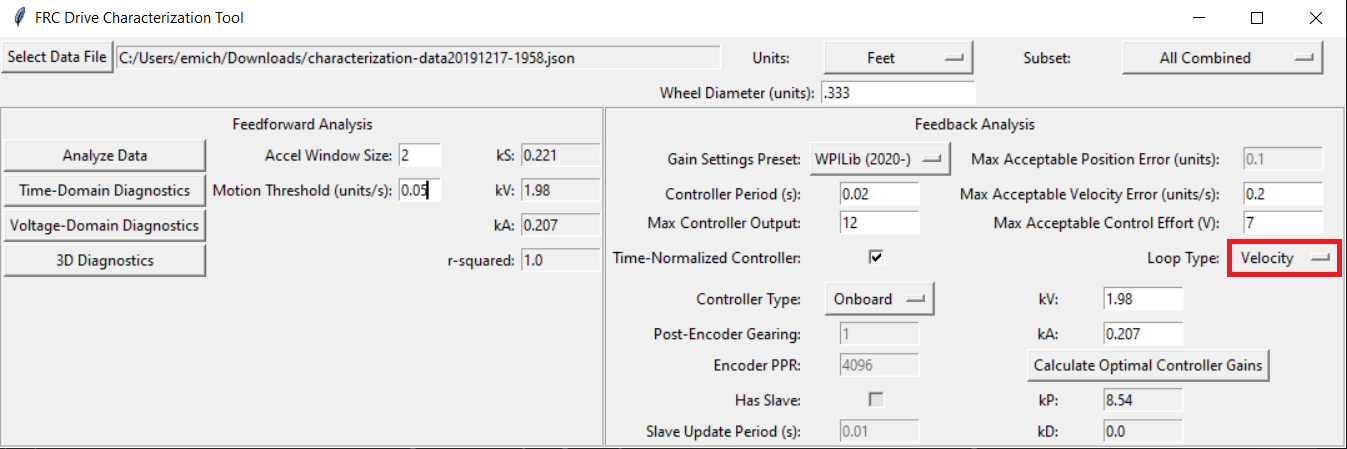 FRC Drive Characterization Tool
Select Data File C:/Users/emich/Downloads/characterization-data20191217-1958.json Units: Feet Subset: All Combined
Wheel Diameter (units): .333
Feedforward Analysis
Analyze Data Accel Window Size: 2 kS: 0.221
Time-Domain Diagnostics Motion Threshold (units/s): 0.05 kV: 1.98
Voltage-Domain Diagnostics kA: 0.207
3D Diagnostics r-squared: 1.0
Feedback Analysis
Gain Settings Preset: WPILib (2020-) Max Acceptable Position Error (units): 0.1
Controller Period (s): 0.02 Max Acceptable Velocity Error (units/s): 0.2
Max Controller Output: 12 Max Acceptable Control Effort (V): 7
Time-Normalized Controller: Loop Type: Velocity
Controller Type: Onboard kV: 1.98
Post-Encoder Gearing: 1 kA: 0.207
Encoder PPR: 4096 Calculate Optimal Controller Gains
Has Slave: kP: 8.54
Slave Update Period (s): 0.01 kD: 0.0